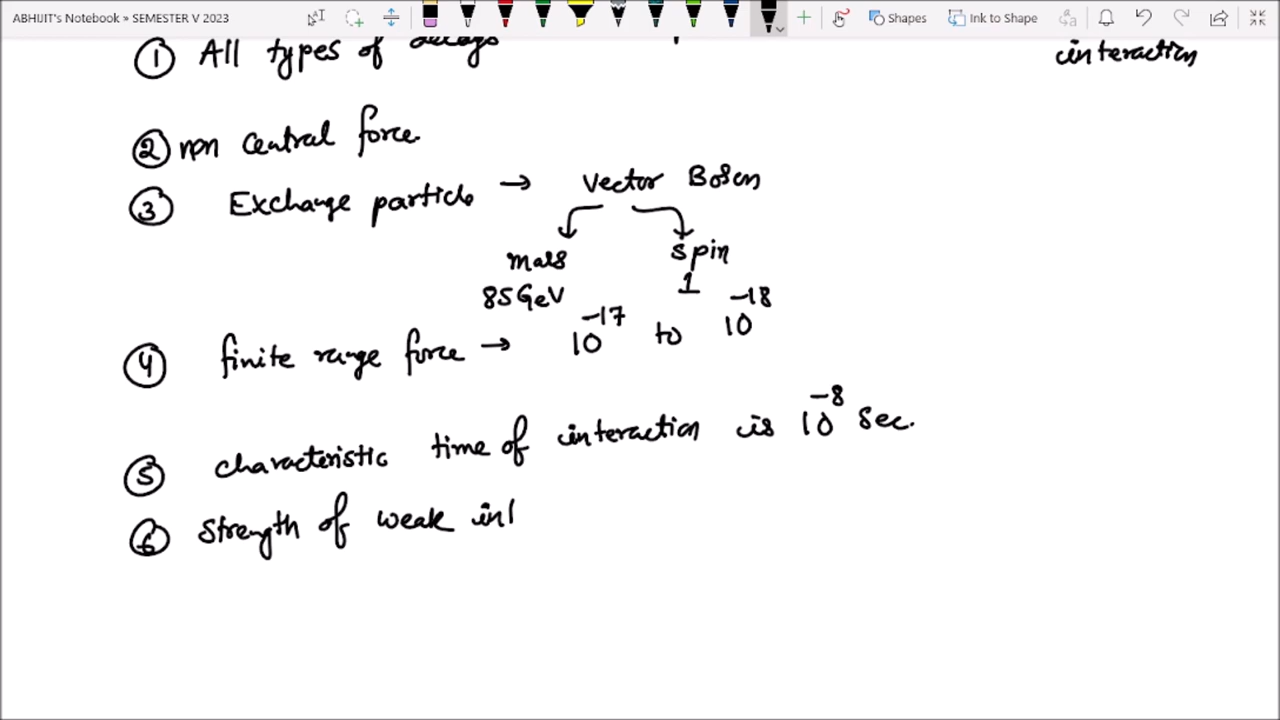 ABHIJIT's Notebook » SEMESTER V 2023
Shapes
Ink to Shape
① All types of decays
interaction
② non central force.
③ Exchange particle → Vector Boson
mass spin
85GeV 1
④ finite range force → 10⁻¹⁷ to 10⁻¹⁸
⑤ characteristic time of interaction is 10⁻⁸ sec.
⑥ Strength of weak int